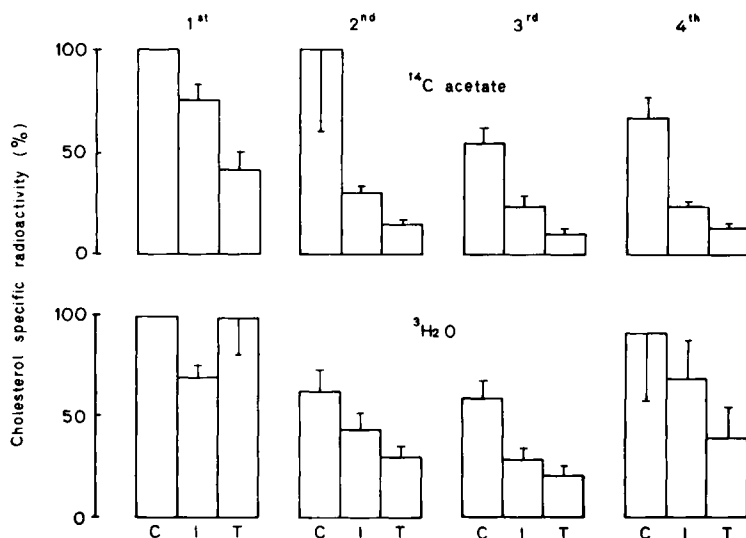 1st 2nd 3rd 4th
Cholesterol specific radioactivity (%)
100
50
0
14C acetate
100
50
0
3H2O
C I T C I T C I T C I T